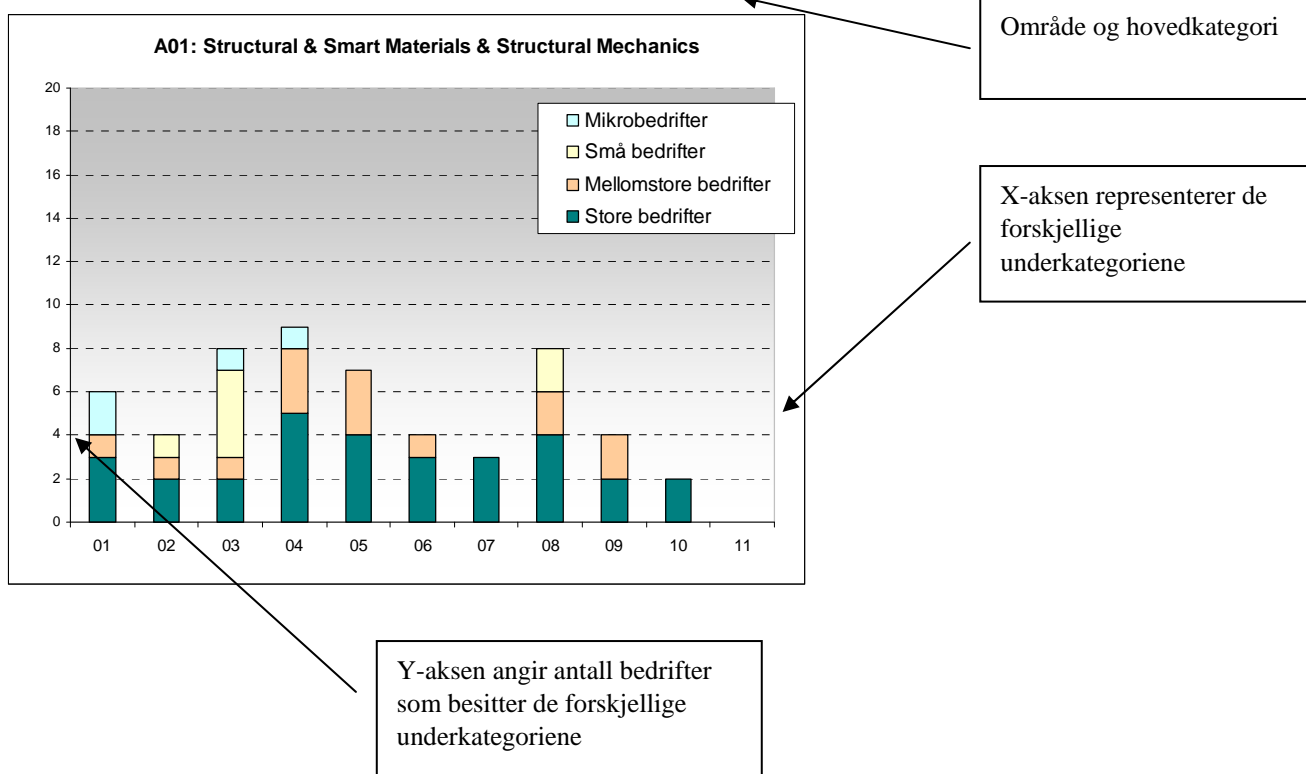 Område og hovedkategori
A01: Structural & Smart Materials & Structural Mechanics
20
18
16
14
12
10
8
6
4
2
0
Mikrobedrifter
Små bedrifter
Mellomstore bedrifter
Store bedrifter
01 02 03 04 05 06 07 08 09 10 11
X-aksen representerer de
forskjellige
underkategoriene
Y-aksen angir antall bedrifter
som besitter de forskjellige
underkategoriene